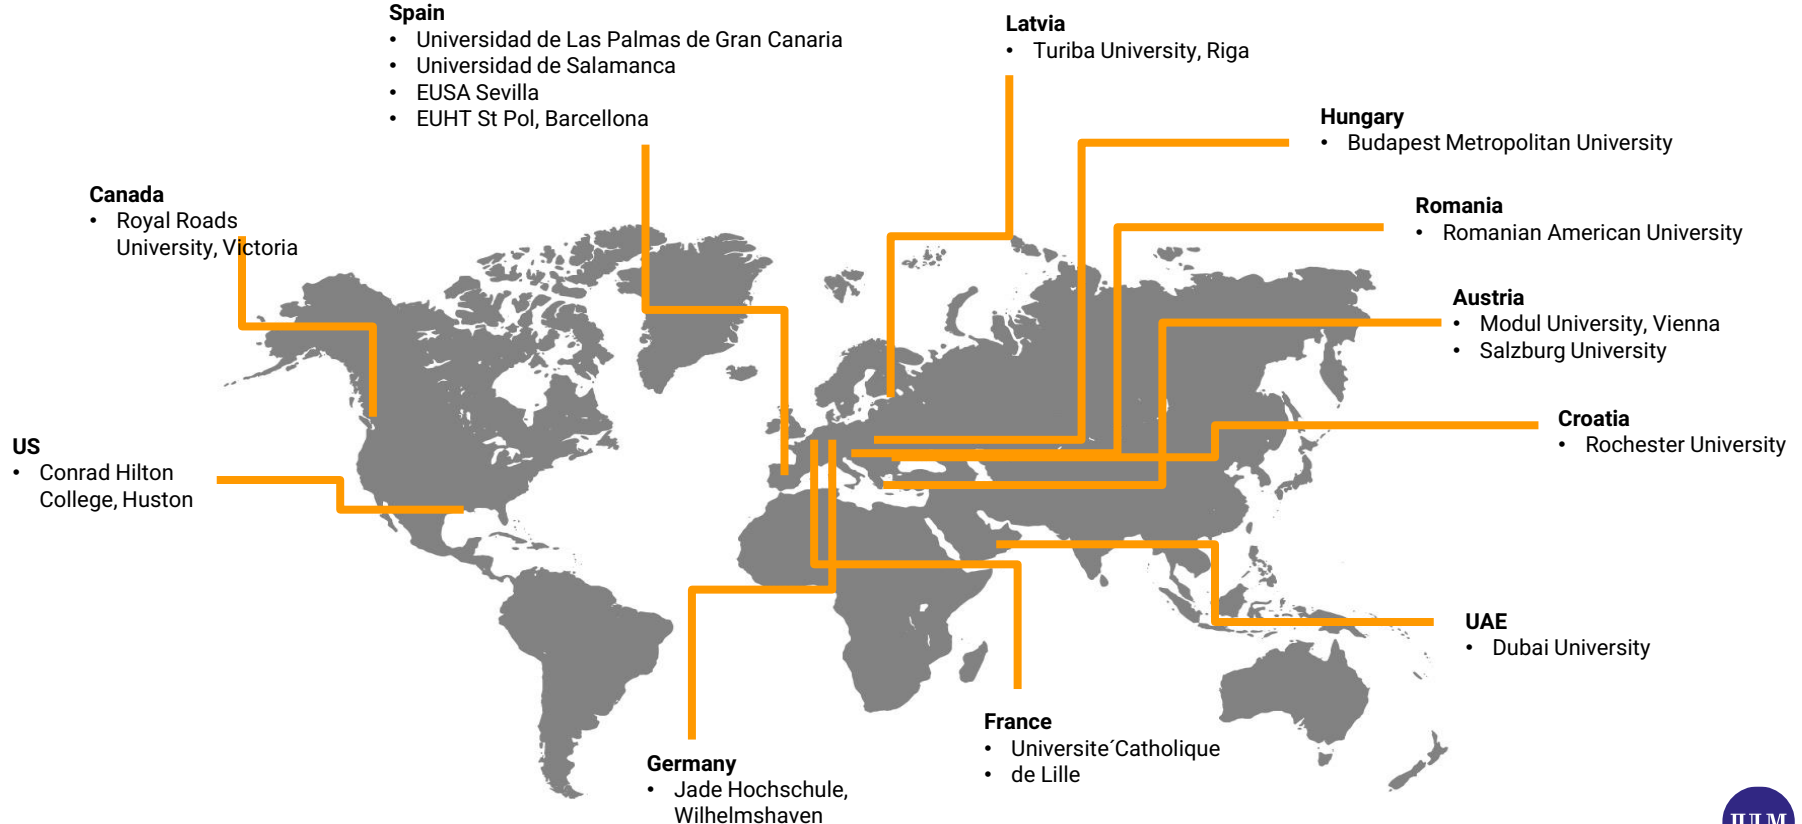 Spain
• Universidad de Las Palmas de Gran Canaria
• Universidad de Salamanca
• EUSA Sevilla
• EUHT St Pol, Barcellona
Latvia
• Turiba University, Riga
Hungary
• Budapest Metropolitan University
Canada
• Royal Roads
University, Victoria
Romania
• Romanian American University
Austria
• Modul University, Vienna
• Salzburg University
Croatia
• Rochester University
US
• Conrad Hilton
College, Huston
UAE
• Dubai University
France
• Universite´Catholique
• de Lille
Germany
• Jade Hochschule,
Wilhelmshaven
IULM